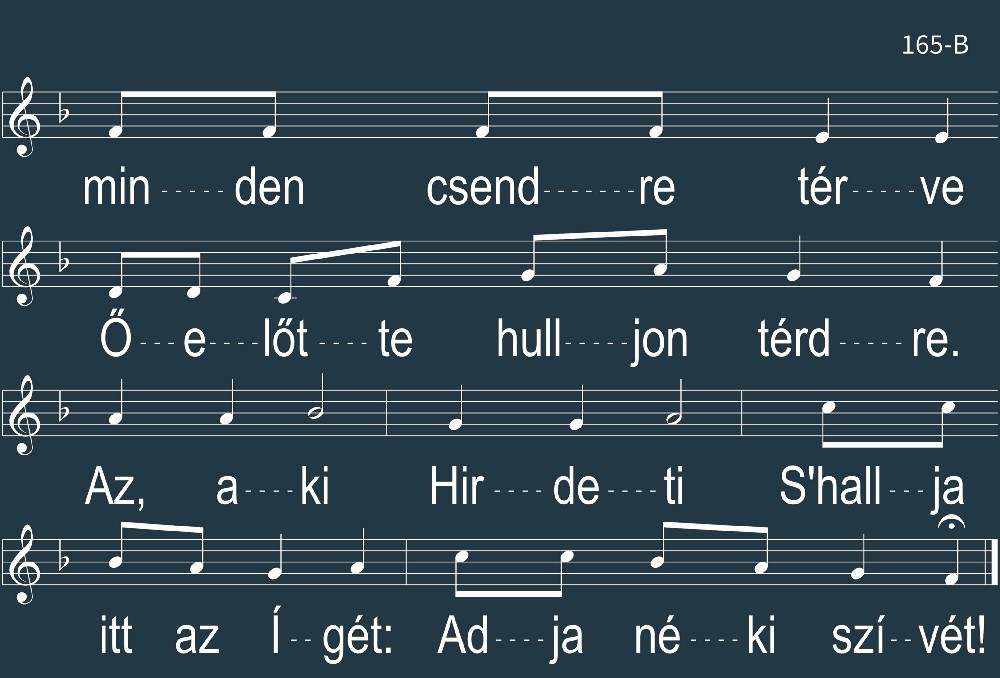 165-B
min-----den csend-------re tér-----ve
Ő---e----lőt----te hull-----jon térd-----re.
Az, a----ki Hir----de----ti S'hall---ja
itt az Í--gét: Ad----ja né----ki szí--vét!